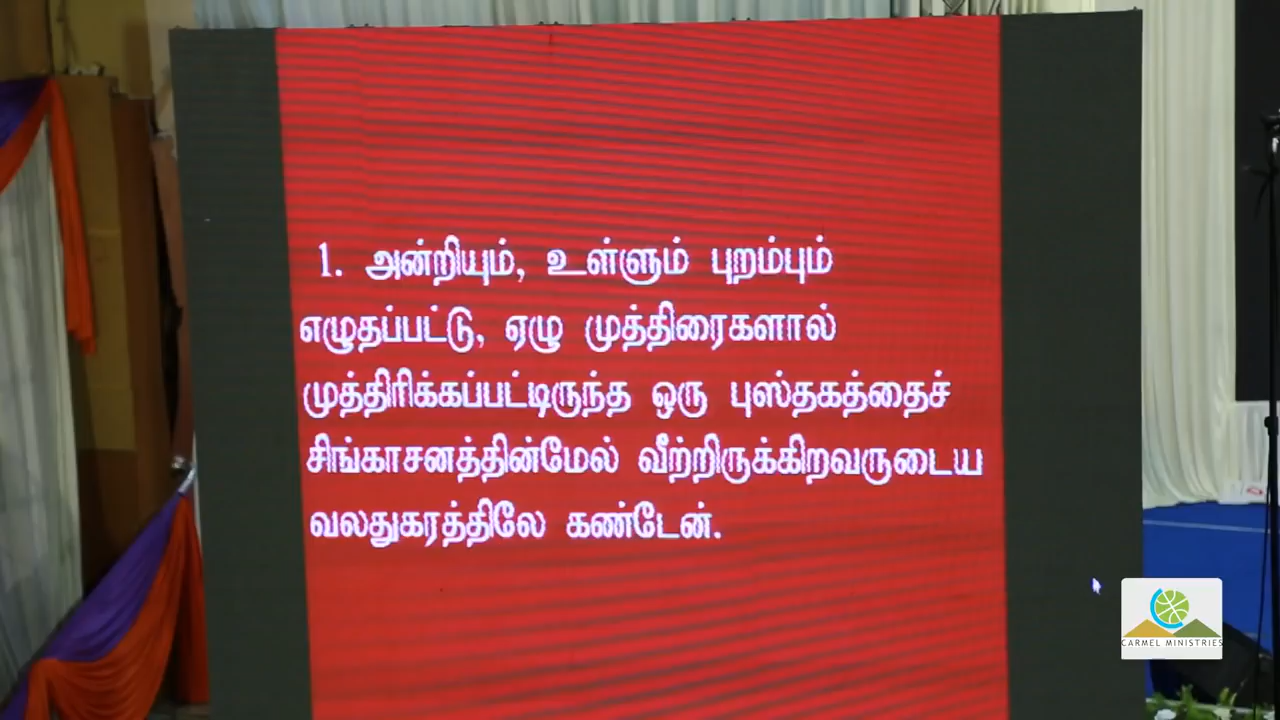 1. அன்றியும், உள்ளும் புறம்பும்
எழுதப்பட்டு, ஏழு முத்திரைகளால்
முத்திரிக்கப்பட்டிருந்த ஒரு புஸ்தகத்தைச்
சிங்காசனத்தின்மேல் வீற்றிருக்கிறவருடைய
வலதுகரத்திலே கண்டேன்.
CARMEL MINISTRIES